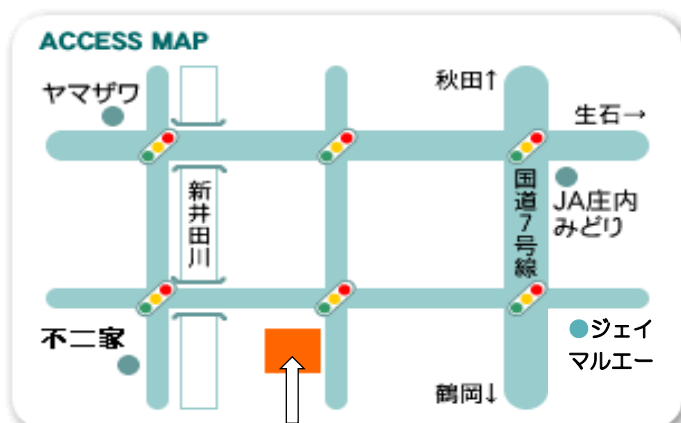 ACCESS MAP
ヤマザワ
秋田↑
生石→
新井田川
国道7号線
JA庄内
みどり
不二家
ジェイ
マルエー
鶴岡↓